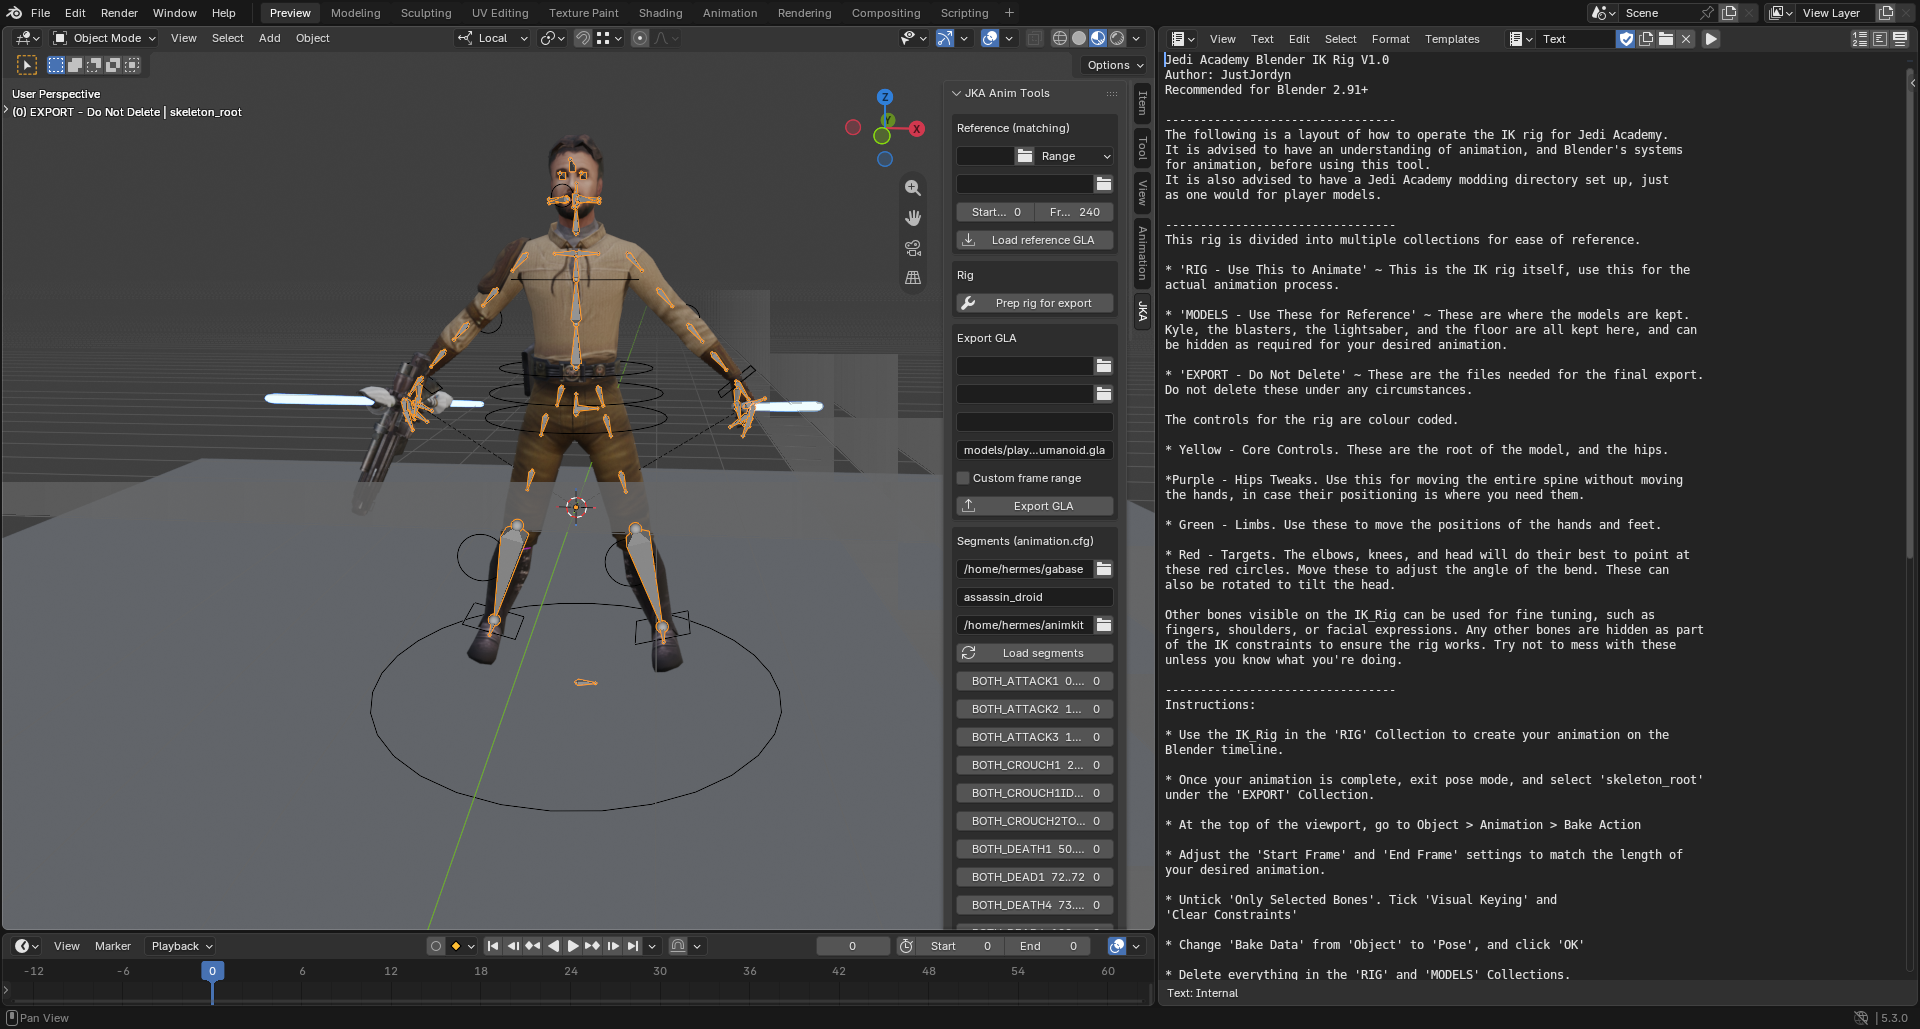 File Edit Render Window Help Preview Modeling Sculpting UV Editing Texture Paint Shading Animation Rendering Compositing Scripting + Scene View Layer
Object Mode View Select Add Object Local
Options
User Perspective
(0) EXPORT - Do Not Delete | skeleton_root
Z
Y
X
JKA Anim Tools
Reference (matching)
Range
Start... 0 Fr... 240
Load reference GLA
Rig
Prep rig for export
Export GLA
models/play...umanoid.gla
Custom frame range
Export GLA
Segments (animation.cfg)
/home/hermes/gabase
assassin_droid
/home/hermes/animkit
Load segments
BOTH_ATTACK1 0.... 0
BOTH_ATTACK2 1... 0
BOTH_ATTACK3 1... 0
BOTH_CROUCH1 2... 0
BOTH_CROUCH1ID... 0
BOTH_CROUCH2TO... 0
BOTH_DEATH1 50.... 0
BOTH_DEAD1 72..72 0
BOTH_DEATH4 73.... 0
Item
Tool
View
Animation
JKA
View Text Edit Select Format Templates Text
Jedi Academy Blender IK Rig V1.0
Author: JustJordyn
Recommended for Blender 2.91+
---------------------------------
The following is a layout of how to operate the IK rig for Jedi Academy.
It is advised to have an understanding of animation, and Blender's systems
for animation, before using this tool.
It is also advised to have a Jedi Academy modding directory set up, just
as one would for player models.
---------------------------------
This rig is divided into multiple collections for ease of reference.
* 'RIG - Use This to Animate' ~ This is the IK rig itself, use this for the
actual animation process.
* 'MODELS - Use These for Reference' ~ These are where the models are kept.
Kyle, the blasters, the lightsaber, and the floor are all kept here, and can
be hidden as required for your desired animation.
* 'EXPORT - Do Not Delete' ~ These are the files needed for the final export.
Do not delete these under any circumstances.
The controls for the rig are colour coded.
* Yellow - Core Controls. These are the root of the model, and the hips.
*Purple - Hips Tweaks. Use this for moving the entire spine without moving
the hands, in case their positioning is where you need them.
* Green - Limbs. Use these to move the positions of the hands and feet.
* Red - Targets. The elbows, knees, and head will do their best to point at
these red circles. Move these to adjust the angle of the bend. These can
also be rotated to tilt the head.
Other bones visible on the IK_Rig can be used for fine tuning, such as
fingers, shoulders, or facial expressions. Any other bones are hidden as part
of the IK constraints to ensure the rig works. Try not to mess with these
unless you know what you're doing.
---------------------------------
Instructions:
* Use the IK_Rig in the 'RIG' Collection to create your animation on the
Blender timeline.
* Once your animation is complete, exit pose mode, and select 'skeleton_root'
under the 'EXPORT' Collection.
* At the top of the viewport, go to Object > Animation > Bake Action
* Adjust the 'Start Frame' and 'End Frame' settings to match the length of
your desired animation.
* Untick 'Only Selected Bones'. Tick 'Visual Keying' and
'Clear Constraints'
* Change 'Bake Data' from 'Object' to 'Pose', and click 'OK'
* Delete everything in the 'RIG' and 'MODELS' Collections.
Text: Internal
View Marker Playback 0 Start 0 End 0
-12 -6 0 6 12 18 24 30 36 42 48 54 60
Pan View
5.3.0